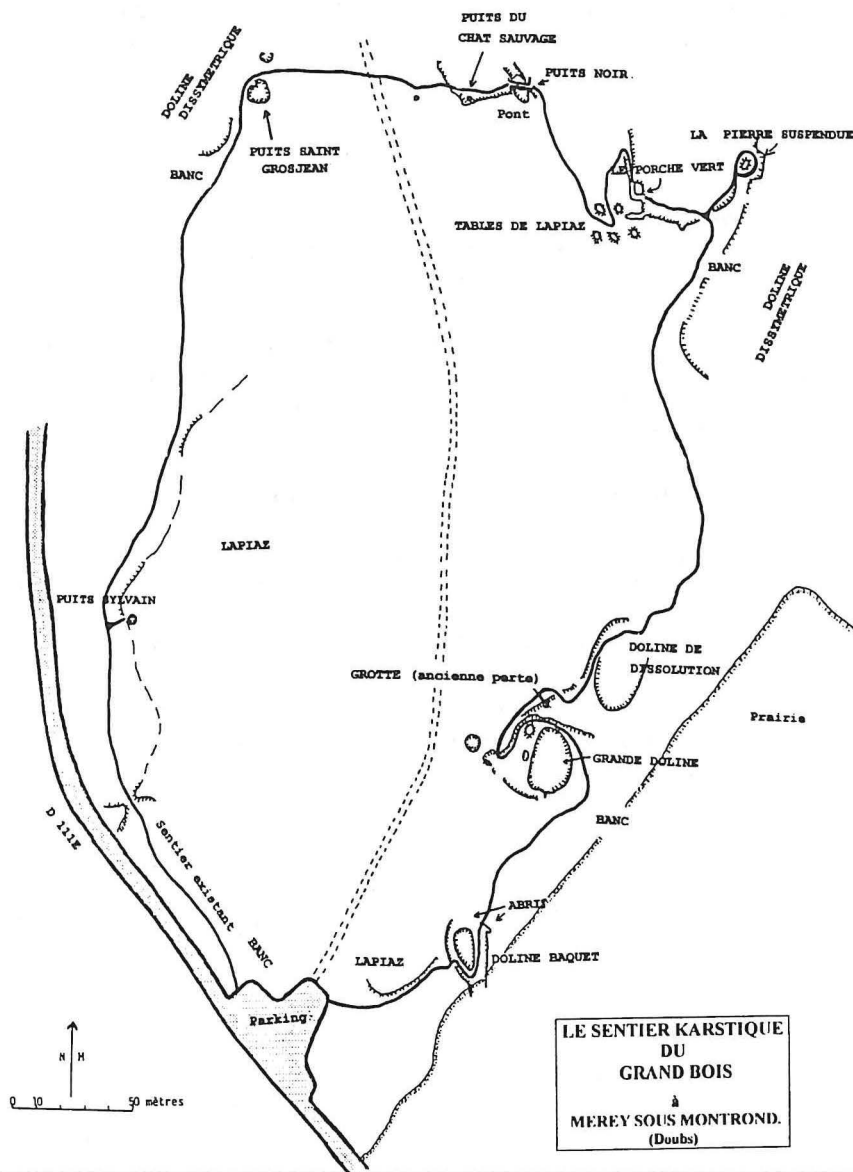 PUITS DU
CHAT SAUVAGE
DOLINE
DISSYMETRIQUE
PUITS NOIR.
Pont
LA PIERRE SUSPENDUE
PUITS SAINT
GROSJEAN
BANC
LE PORCHE VERT
TABLES DE LAPIAZ
BANC
DOLINE
DISSYMETRIQUE
LAPIAZ
PUITS SYLVAIN
DOLINE DE
DISSOLUTION
GROTTE (ancienne perte)
Prairie
GRANDE DOLINE
BANC
D 111E
Sentier existant
BANC
ABRIS
LAPIAZ
DOLINE BAQUET
Parking
N M
0 10 50 mètres
LE SENTIER KARSTIQUE
DU
GRAND BOIS
à
MEREY SOUS MONTROND.
(Doubs)